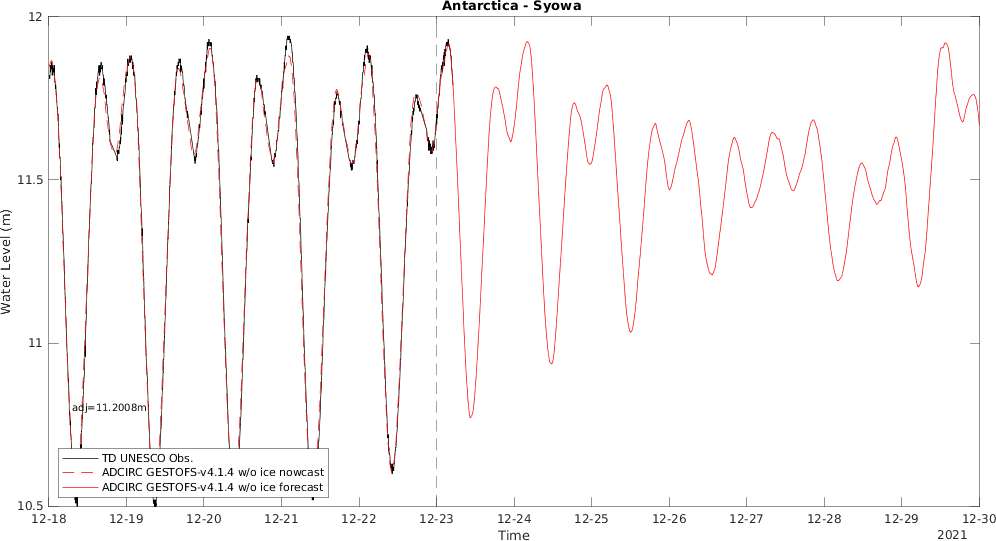 Antarctica - Syowa
Water Level (m)
12
11.5
11
10.5
adj=11.2008m
TD UNESCO Obs.
ADCIRC GESTOFS-v4.1.4 w/o ice nowcast
ADCIRC GESTOFS-v4.1.4 w/o ice forecast
12-18 12-19 12-20 12-21 12-22 12-23 12-24 12-25 12-26 12-27 12-28 12-29 12-30
Time
2021